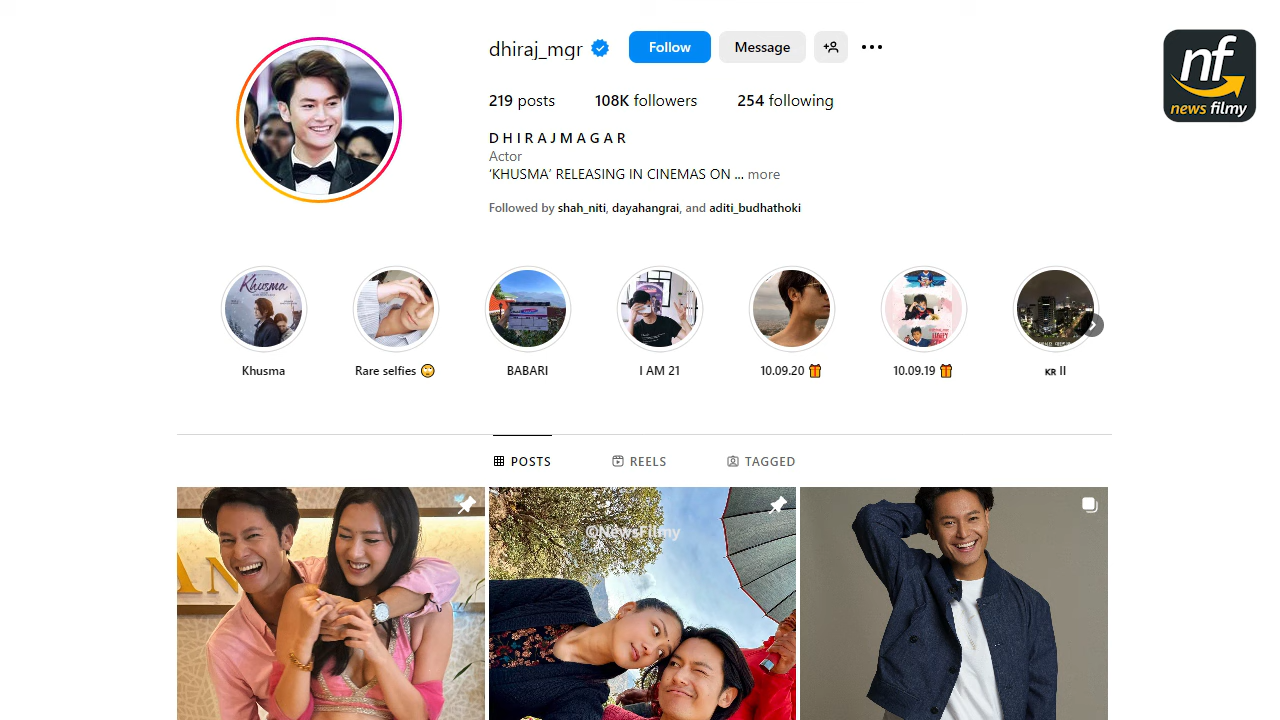 dhiraj_mgr Follow Message
nf
news filmy
219 posts 108K followers 254 following
D H I R A J M A G A R
Actor
‘KHUSMA’ RELEASING IN CINEMAS ON ... more
Followed by shah_niti, dayahangrai, and aditi_budhathoki
Khusma
Khusma Rare selfies 🙄 BABARI I AM 21 10.09.20 🎁 10.09.19 🎁 ᴋʀ II
POSTS REELS TAGGED
@NewsFilmy